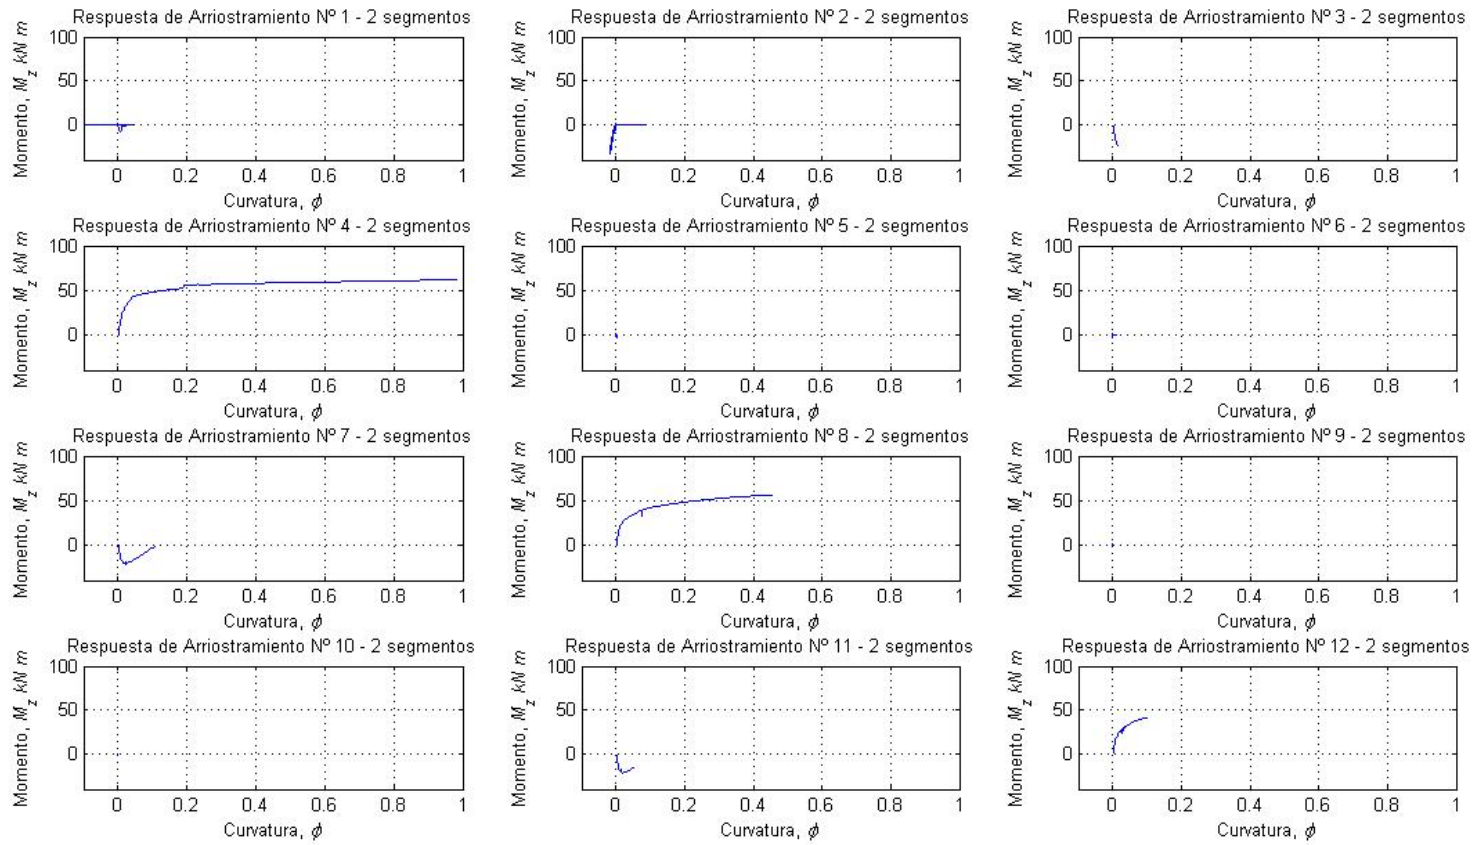 Respuesta de Arriostramiento Nº 1 - 2 segmentos
Momento, M_z kN m
100
50
0
0 0.2 0.4 0.6 0.8 1
Curvatura, ϕ
Respuesta de Arriostramiento Nº 2 - 2 segmentos
Momento, M_z kN m
100
50
0
0 0.2 0.4 0.6 0.8 1
Curvatura, ϕ
Respuesta de Arriostramiento Nº 3 - 2 segmentos
Momento, M_z kN m
100
50
0
0 0.2 0.4 0.6 0.8 1
Curvatura, ϕ
Respuesta de Arriostramiento Nº 4 - 2 segmentos
Momento, M_z kN m
100
50
0
0 0.2 0.4 0.6 0.8 1
Curvatura, ϕ
Respuesta de Arriostramiento Nº 5 - 2 segmentos
Momento, M_z kN m
100
50
0
0 0.2 0.4 0.6 0.8 1
Curvatura, ϕ
Respuesta de Arriostramiento Nº 6 - 2 segmentos
Momento, M_z kN m
100
50
0
0 0.2 0.4 0.6 0.8 1
Curvatura, ϕ
Respuesta de Arriostramiento Nº 7 - 2 segmentos
Momento, M_z kN m
100
50
0
0 0.2 0.4 0.6 0.8 1
Curvatura, ϕ
Respuesta de Arriostramiento Nº 8 - 2 segmentos
Momento, M_z kN m
100
50
0
0 0.2 0.4 0.6 0.8 1
Curvatura, ϕ
Respuesta de Arriostramiento Nº 9 - 2 segmentos
Momento, M_z kN m
100
50
0
0 0.2 0.4 0.6 0.8 1
Curvatura, ϕ
Respuesta de Arriostramiento Nº 10 - 2 segmentos
Momento, M_z kN m
100
50
0
0 0.2 0.4 0.6 0.8 1
Curvatura, ϕ
Respuesta de Arriostramiento Nº 11 - 2 segmentos
Momento, M_z kN m
100
50
0
0 0.2 0.4 0.6 0.8 1
Curvatura, ϕ
Respuesta de Arriostramiento Nº 12 - 2 segmentos
Momento, M_z kN m
100
50
0
0 0.2 0.4 0.6 0.8 1
Curvatura, ϕ